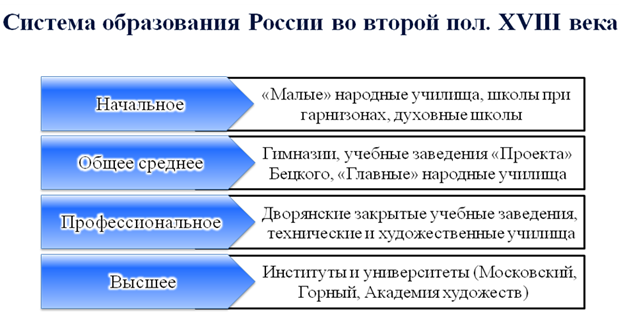 Система образования России во второй пол. XVIII века
Начальное
«Малые» народные училища, школы при
гарнизонах, духовные школы
Общее среднее
Гимназии, учебные заведения «Проекта»
Бецкого, «Главные» народные училища
Профессиональное
Дворянские закрытые учебные заведения,
технические и художественные училища
Высшее
Институты и университеты (Московский,
Горный, Академия художеств)